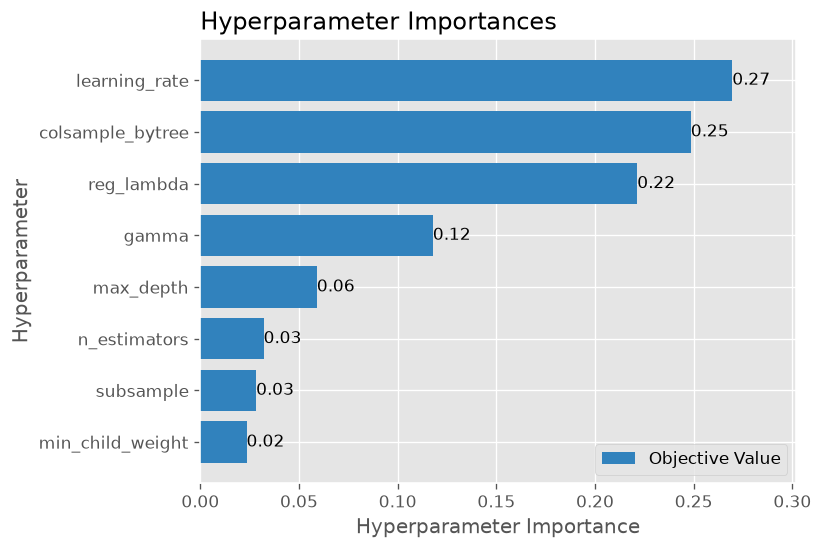 Hyperparameter Importances
Hyperparameter
learning_rate 0.27
colsample_bytree 0.25
reg_lambda 0.22
gamma 0.12
max_depth 0.06
n_estimators 0.03
subsample 0.03
min_child_weight 0.02
Objective Value
0.00 0.05 0.10 0.15 0.20 0.25 0.30
Hyperparameter Importance